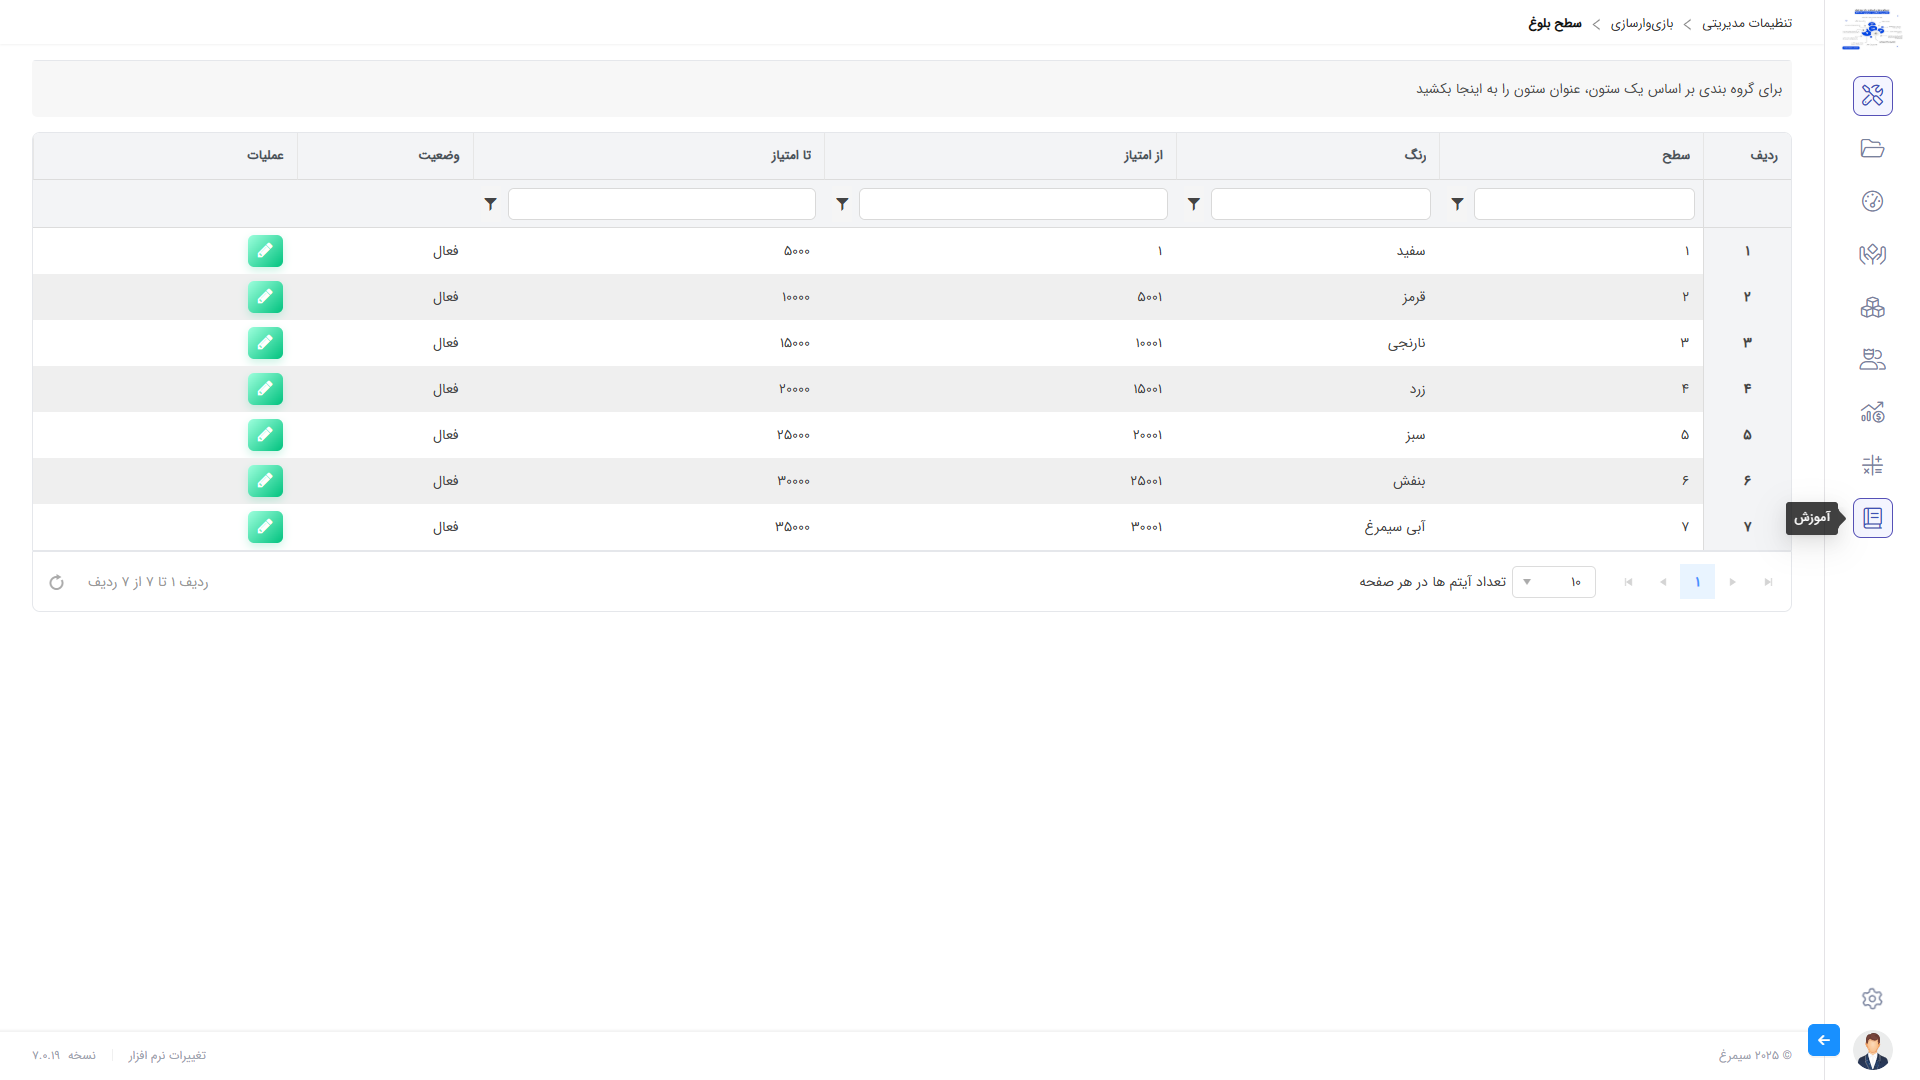 تنظیمات مدیریتی > بازی‌وارسازی > سطح بلوغ
برای گروه بندی بر اساس یک ستون، عنوان ستون را به اینجا بکشید
ردیف سطح رنگ از امتیاز تا امتیاز وضعیت عملیات
۱ ۱ سفید ۱ ۵۰۰۰ فعال
۲ ۲ قرمز ۵۰۰۱ ۱۰۰۰۰ فعال
۳ ۳ نارنجی ۱۰۰۰۱ ۱۵۰۰۰ فعال
۴ ۴ زرد ۱۵۰۰۱ ۲۰۰۰۰ فعال
۵ ۵ سبز ۲۰۰۰۱ ۲۵۰۰۰ فعال
۶ ۶ بنفش ۲۵۰۰۱ ۳۰۰۰۰ فعال
۷ ۷ آبی سیمرغ ۳۰۰۰۱ ۳۵۰۰۰ فعال
آموزش
۱ ۱۰ تعداد آیتم ها در هر صفحه ردیف ۱ تا ۷ از ۷ ردیف
© ۲۰۲۵ سیمرغ تغییرات نرم افزار نسخه ۷.۰.۱۹